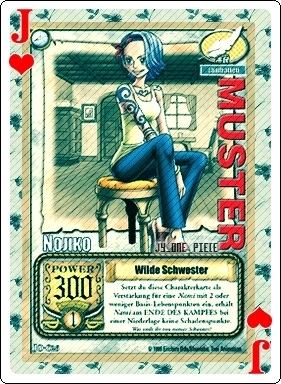 J
MUSTER
NOJIKO
J4-ONE PIECE
POWER
300
1
Wilde Schwester
Setzt du diese Charakterkarte als
Verstärkung für eine Nami mit 2 oder
weniger Basis-Lebenspunkten ein, erhält
Nami am ENDE DES KAMPFES bei
einer Niederlage keine Schadenspunkte.
J